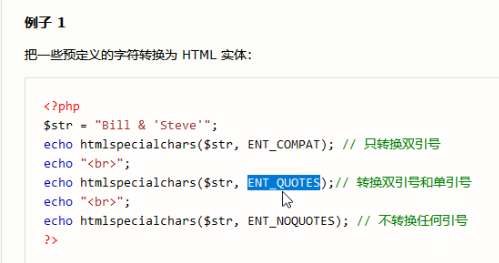 例子 1
把一些预定义的字符转换为 HTML 实体:
<?php
$str = "Bill & 'Steve'";
echo htmlspecialchars($str, ENT_COMPAT); // 只转换双引号
echo "<br>";
echo htmlspecialchars($str, ENT_QUOTES);// 转换双引号和单引号
echo "<br>";
echo htmlspecialchars($str, ENT_NOQUOTES); // 不转换任何引号
?>